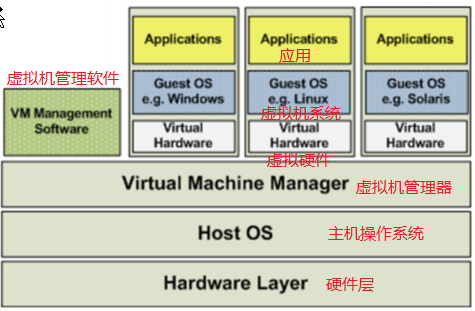 虚拟机管理软件
VM Management
Software
Applications
Guest OS
e.g. Windows
Virtual
Hardware
Applications
应用
Guest OS
e.g. Linux
虚拟机系统
Virtual
Hardware
虚拟硬件
Applications
Guest OS
e.g. Solaris
Virtual
Hardware
Virtual Machine Manager 虚拟机管理器
Host OS 主机操作系统
Hardware Layer 硬件层